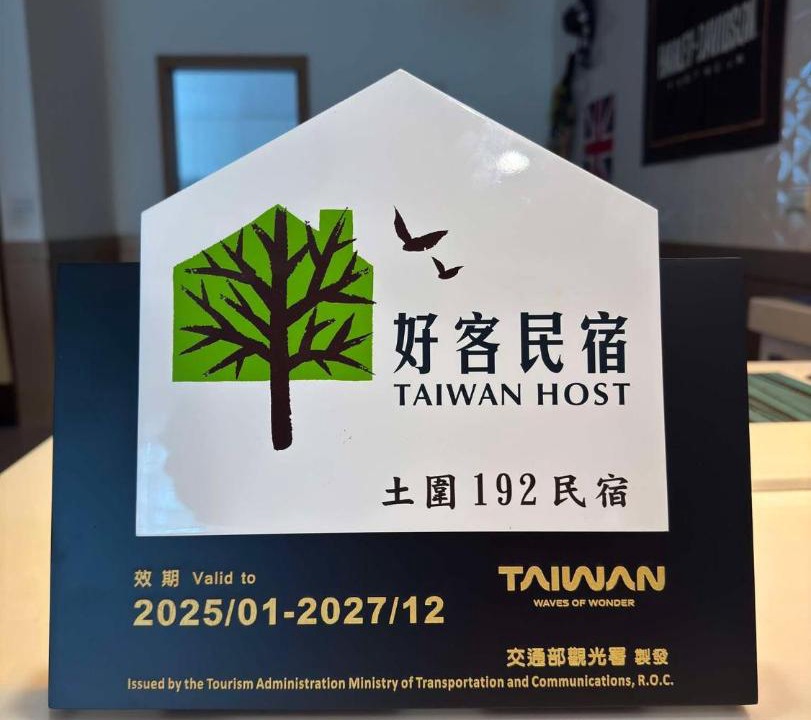 HARLEY-DAVIDSON
好客民宿
TAIWAN HOST
土圍192民宿
效期 Valid to
2025/01-2027/12
TAIWAN
WAVES OF WONDER
交通部觀光署 製發
Issued by the Tourism Administration Ministry of Transportation and Communications, R.O.C.